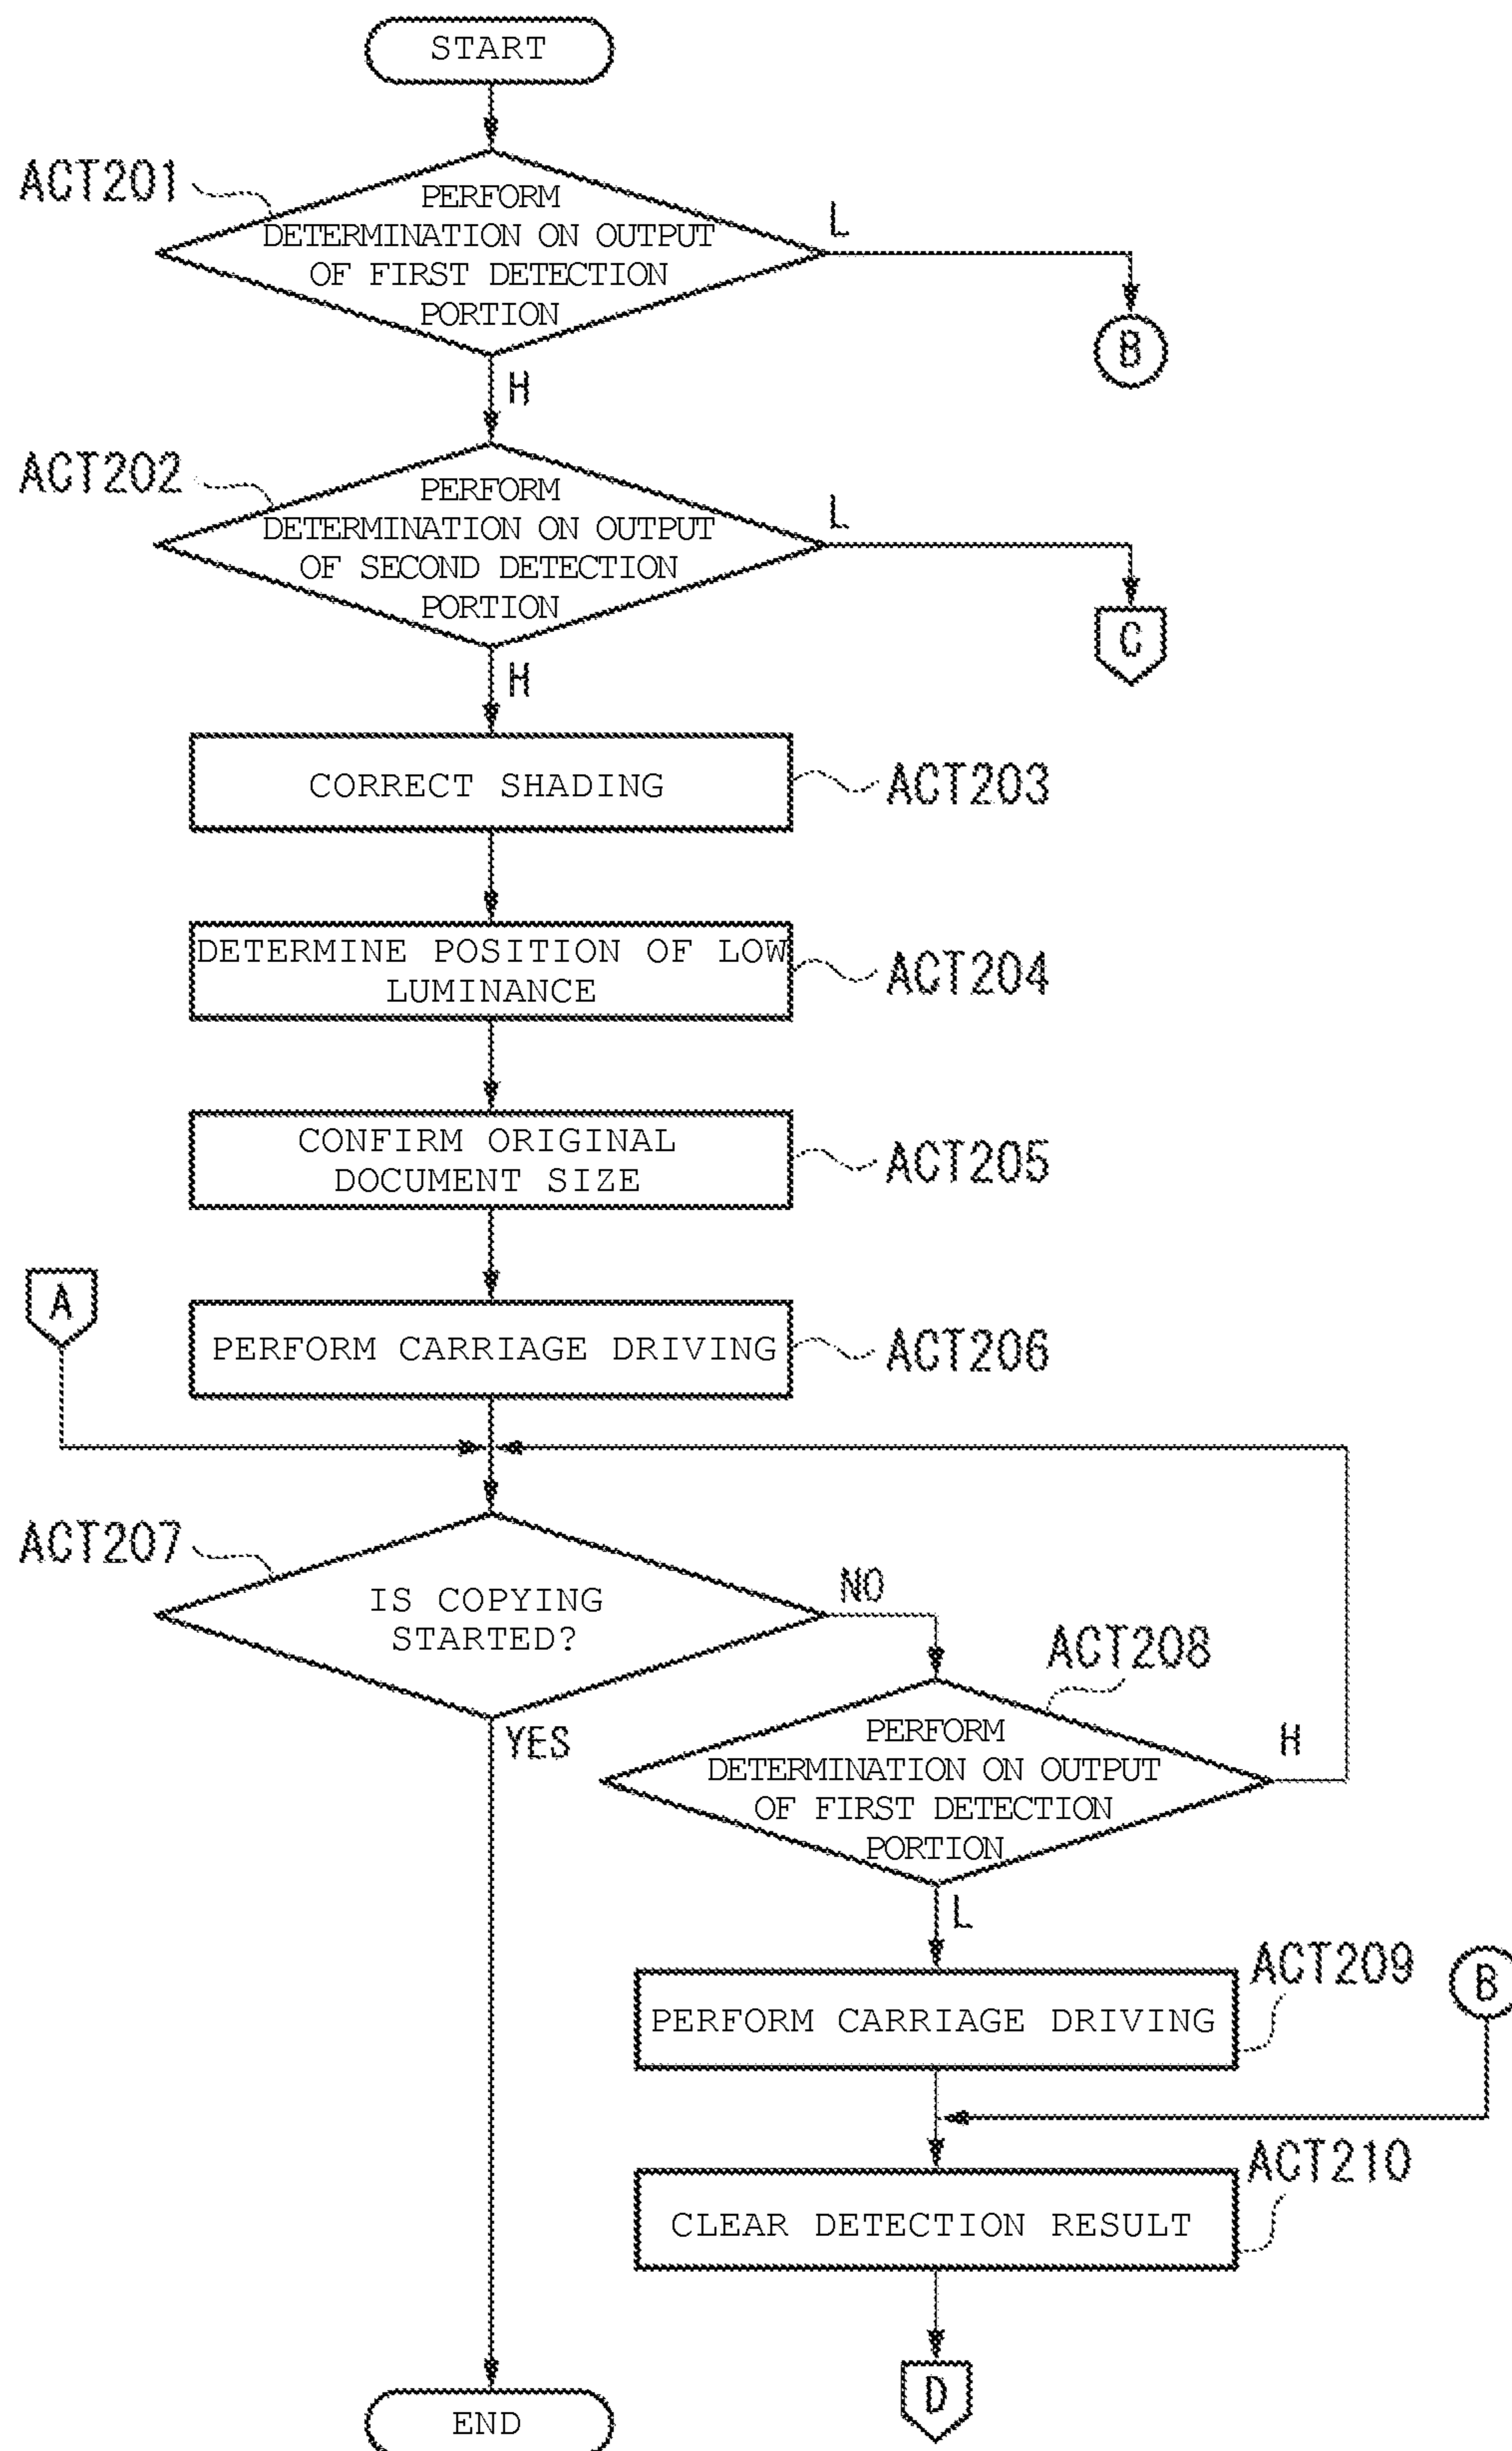 START
ACT201
PERFORM
DETERMINATION ON OUTPUT
OF FIRST DETECTION
PORTION
L
B
H
ACT202
PERFORM
DETERMINATION ON OUTPUT
OF SECOND DETECTION
PORTION
L
C
H
CORRECT SHADING
ACT203
DETERMINE POSITION OF LOW
LUMINANCE
ACT204
CONFIRM ORIGINAL
DOCUMENT SIZE
ACT205
A
PERFORM CARRIAGE DRIVING
ACT206
ACT207
IS COPYING
STARTED?
NO
YES
ACT208
PERFORM
DETERMINATION ON OUTPUT
OF FIRST DETECTION
PORTION
H
L
PERFORM CARRIAGE DRIVING
ACT209
B
CLEAR DETECTION RESULT
ACT210
D
END